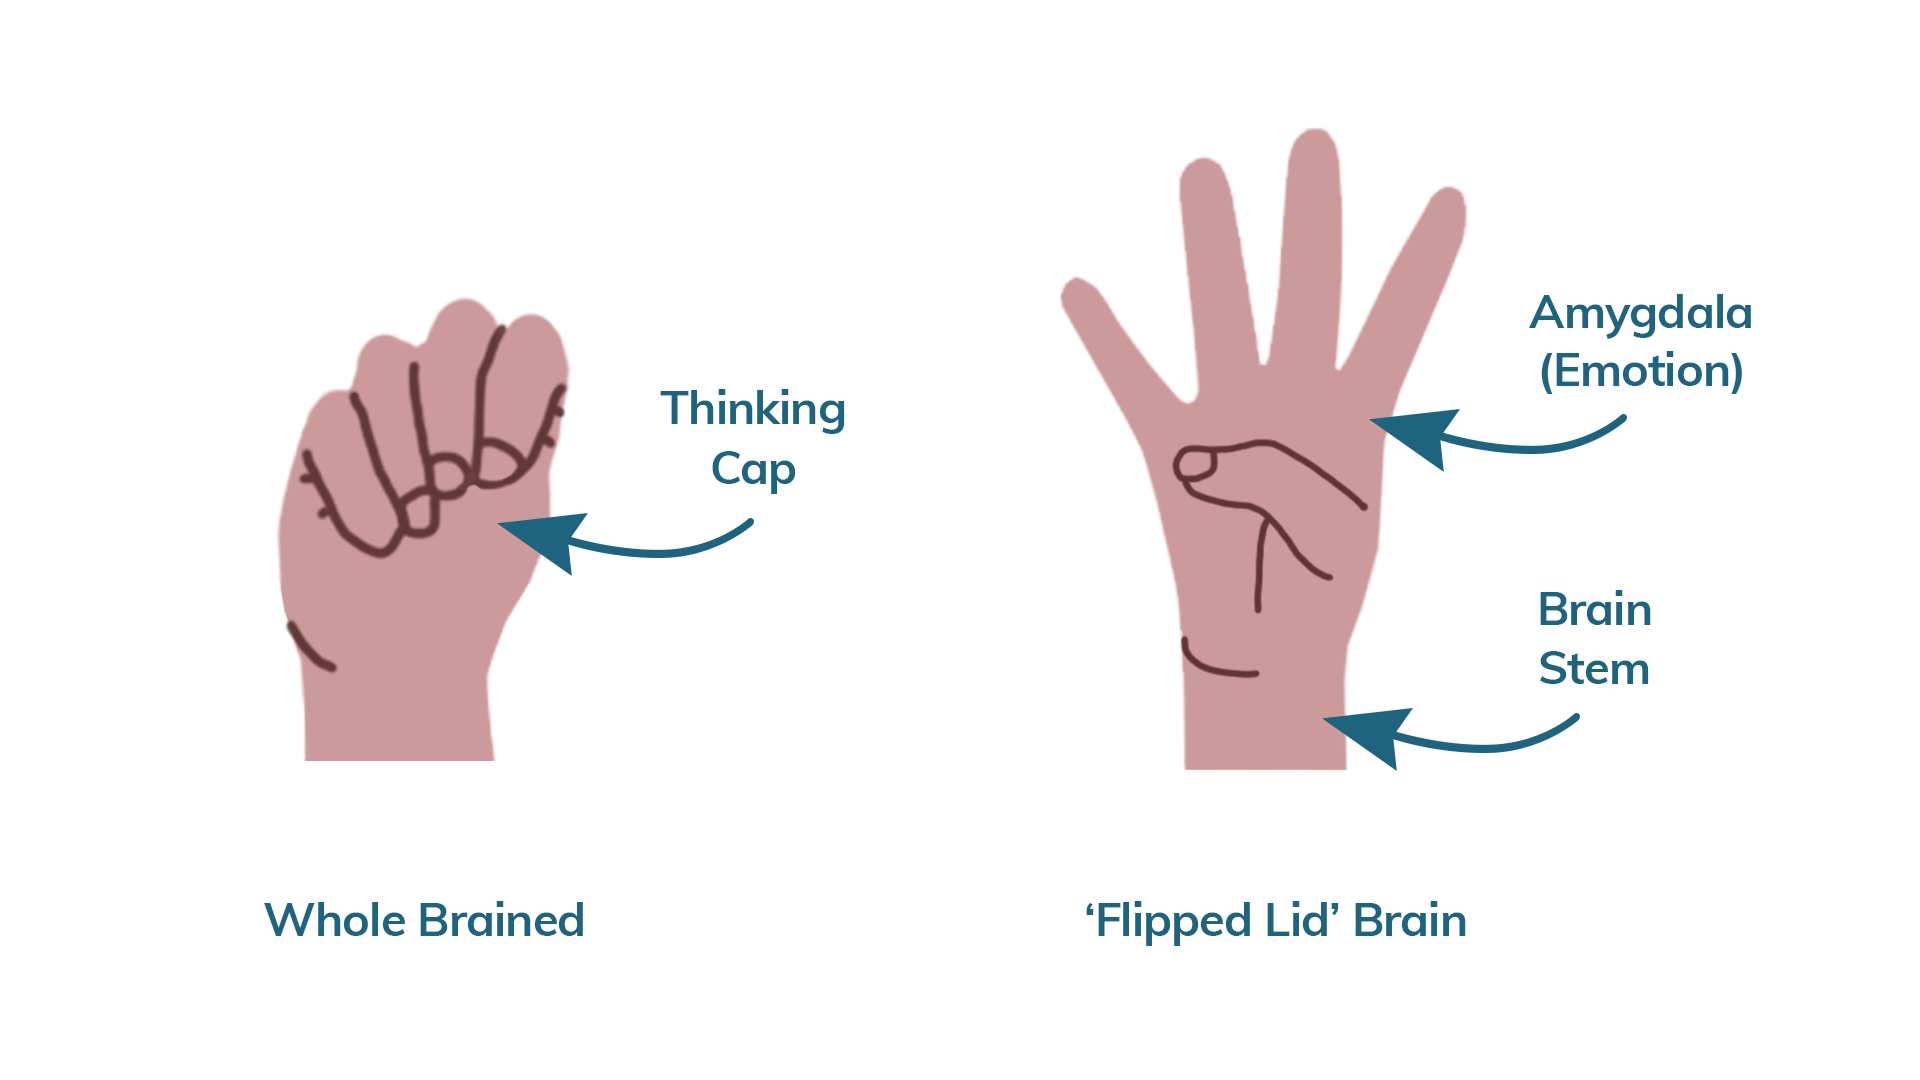 Thinking
Cap
Amygdala
(Emotion)
Brain
Stem
Whole Brained
‘Flipped Lid’ Brain